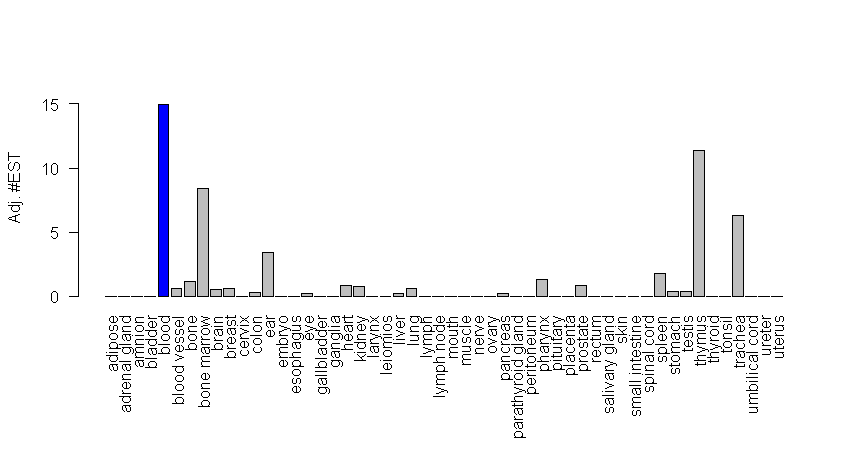 Adj. #EST
15
10
5
0
adipose
adrenal gland
amnion
bladder
blood
blood vessel
bone
bone marrow
brain
breast
cervix
colon
ear
embryo
esophagus
eye
gallbladder
ganglia
heart
kidney
larynx
leiomios
liver
lung
lymph
lymph node
mouth
muscle
nerve
ovary
pancreas
parathyroid gland
peritoneum
pharynx
pituitary
placenta
prostate
rectum
salivary gland
skin
small intestine
spinal cord
spleen
stomach
testis
thymus
thyroid
tonsil
trachea
umbilical cord
ureter
uterus